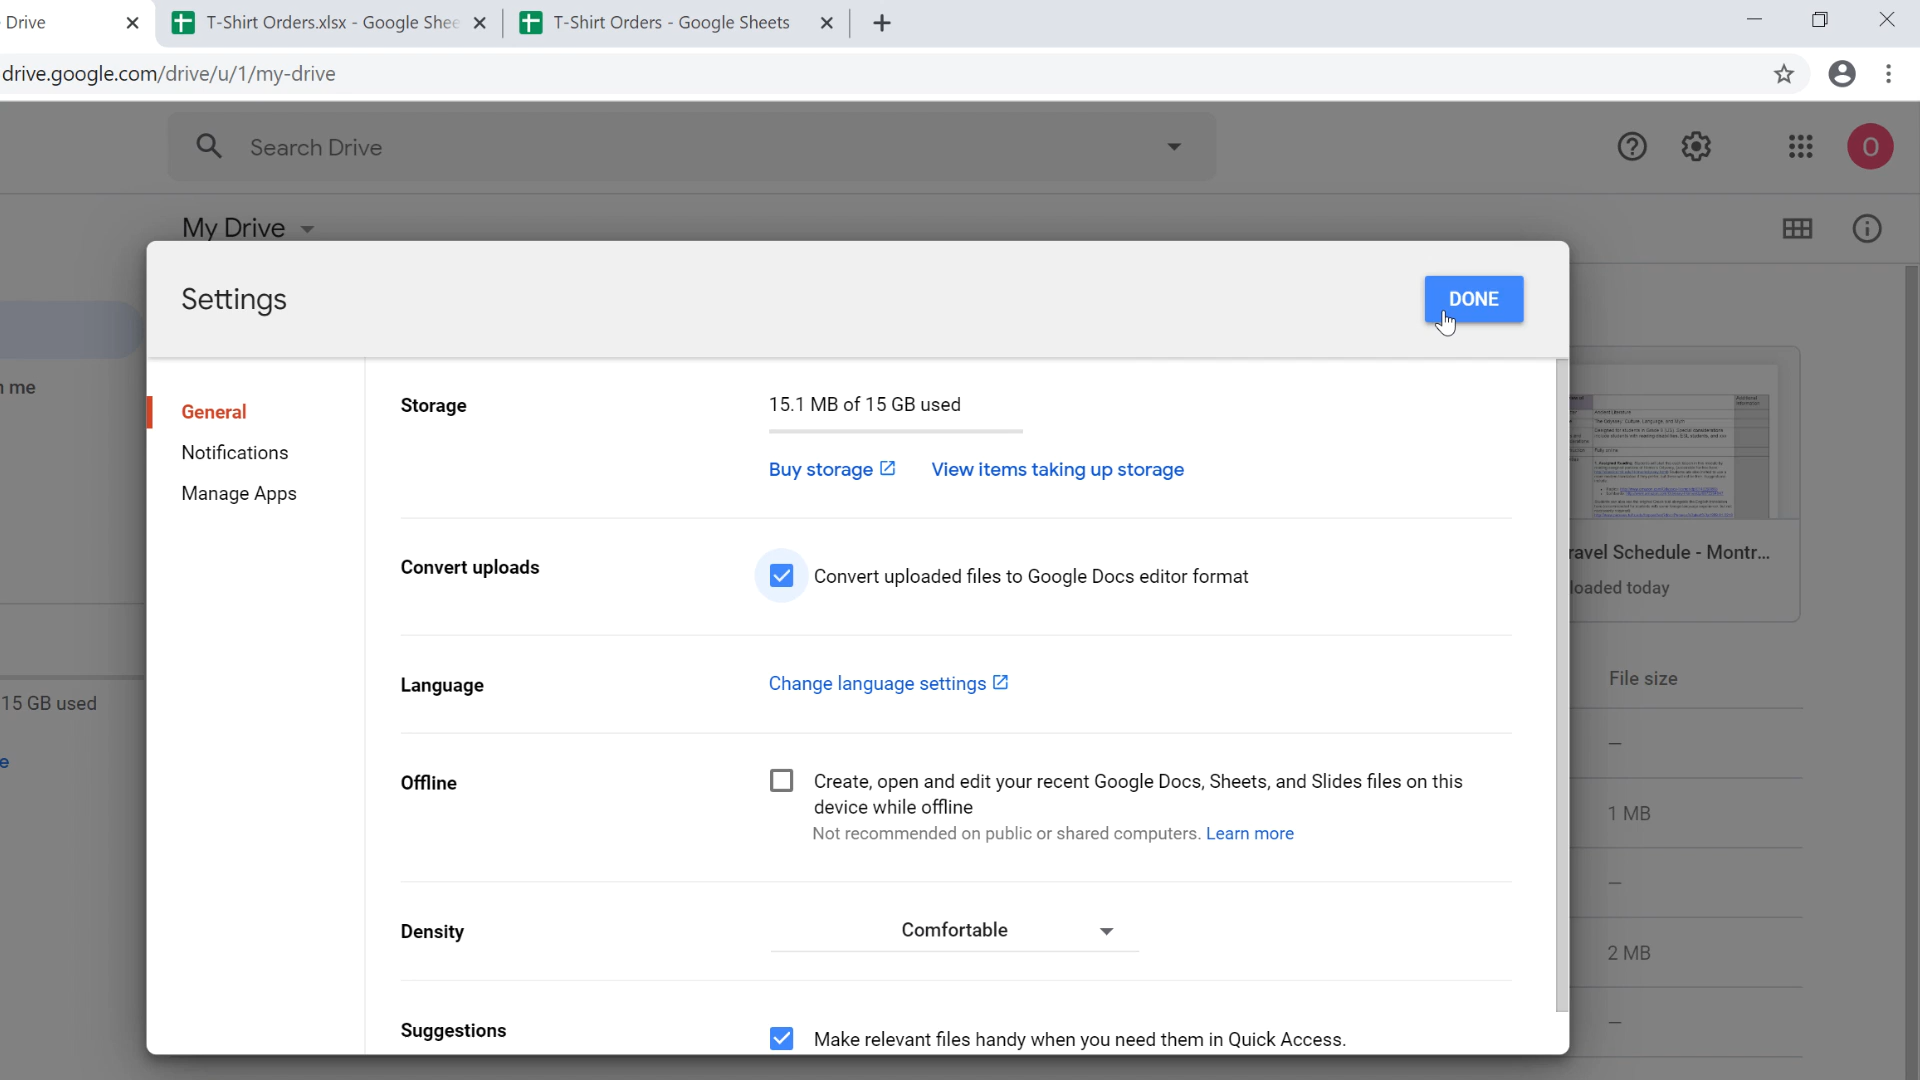 Drive
T-Shirt Orders.xlsx - Google Shee
T-Shirt Orders - Google Sheets
drive.google.com/drive/u/1/my-drive
Search Drive
O
My Drive
Settings
DONE
me
General
Notifications
Manage Apps
Storage
15.1 MB of 15 GB used
Buy storage
View items taking up storage
Convert uploads
Convert uploaded files to Google Docs editor format
Language
Change language settings
Offline
Create, open and edit your recent Google Docs, Sheets, and Slides files on this
device while offline
Not recommended on public or shared computers. Learn more
Density
Comfortable
Suggestions
Make relevant files handy when you need them in Quick Access.
15 GB used
e
ravel Schedule - Montr...
loaded today
File size
–
1 MB
–
2 MB
–